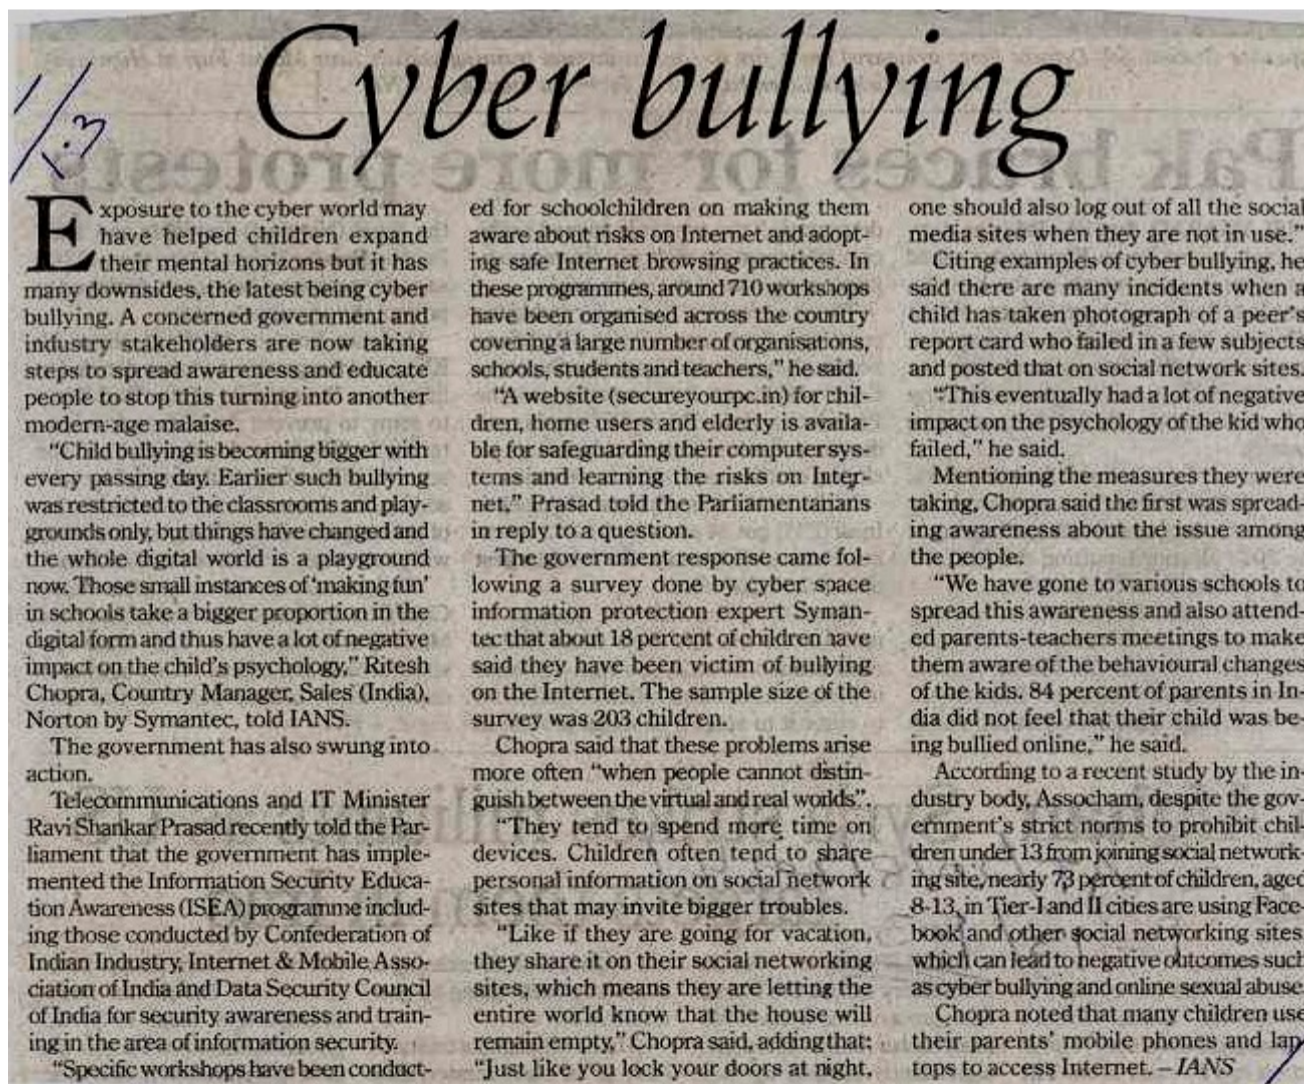 Cyber bullying
Exposure to the cyber world may
have helped children expand
their mental horizons but it has
many downsides, the latest being cyber
bullying. A concerned government and
industry stakeholders are now taking
steps to spread awareness and educate
people to stop this turning into another
modern-age malaise.
“Child bullying is becoming bigger with
every passing day. Earlier such bullying
was restricted to the classrooms and play-
grounds only, but things have changed and
the whole digital world is a playground
now. Those small instances of ‘making fun’
in schools take a bigger proportion in the
digital form and thus have a lot of negative
impact on the child’s psychology,” Ritesh
Chopra, Country Manager, Sales (India),
Norton by Symantec, told IANS.
The government has also swung into
action.
Telecommunications and IT Minister
Ravi Shankar Prasad recently told the Par-
liament that the government has imple-
mented the Information Security Educa-
tion Awareness (ISEA) programme includ-
ing those conducted by Confederation of
Indian Industry, Internet & Mobile Asso-
ciation of India and Data Security Council
of India for security awareness and train-
ing in the area of information security.
“Specific workshops have been conduct-
ed for schoolchildren on making them
aware about risks on Internet and adopt-
ing safe Internet browsing practices. In
these programmes, around 710 workshops
have been organised across the country
covering a large number of organisations,
schools, students and teachers,” he said.
“A website (secureyourpc.in) for chil-
dren, home users and elderly is availa-
ble for safeguarding their computer sys-
tems and learning the risks on Inter-
net,” Prasad told the Parliamentarians
in reply to a question.
The government response came fol-
lowing a survey done by cyber space
information protection expert Syman-
tec that about 18 percent of children have
said they have been victim of bullying
on the Internet. The sample size of the
survey was 203 children.
Chopra said that these problems arise
more often “when people cannot distin-
guish between the virtual and real worlds”.
“They tend to spend more time on
devices. Children often tend to share
personal information on social network
sites that may invite bigger troubles.
“Like if they are going for vacation,
they share it on their social networking
sites, which means they are letting the
entire world know that the house will
remain empty,” Chopra said, adding that;
“Just like you lock your doors at night,
one should also log out of all the social
media sites when they are not in use.”
Citing examples of cyber bullying, he
said there are many incidents when a
child has taken photograph of a peer’s
report card who failed in a few subjects
and posted that on social network sites.
“This eventually had a lot of negative
impact on the psychology of the kid who
failed,” he said.
Mentioning the measures they were
taking, Chopra said the first was spread-
ing awareness about the issue among
the people.
“We have gone to various schools to
spread this awareness and also attend-
ed parents-teachers meetings to make
them aware of the behavioural changes
of the kids. 84 percent of parents in In-
dia did not feel that their child was be-
ing bullied online,” he said.
According to a recent study by the in-
dustry body, Assocham, despite the gov-
ernment’s strict norms to prohibit chil-
dren under 13 from joining social network-
ing site, nearly 73 percent of children, aged
8-13, in Tier-I and II cities are using Face-
book and other social networking sites
which can lead to negative outcomes such
as cyber bullying and online sexual abuse
Chopra noted that many children use
their parents’ mobile phones and lap-
tops to access Internet. – IANS